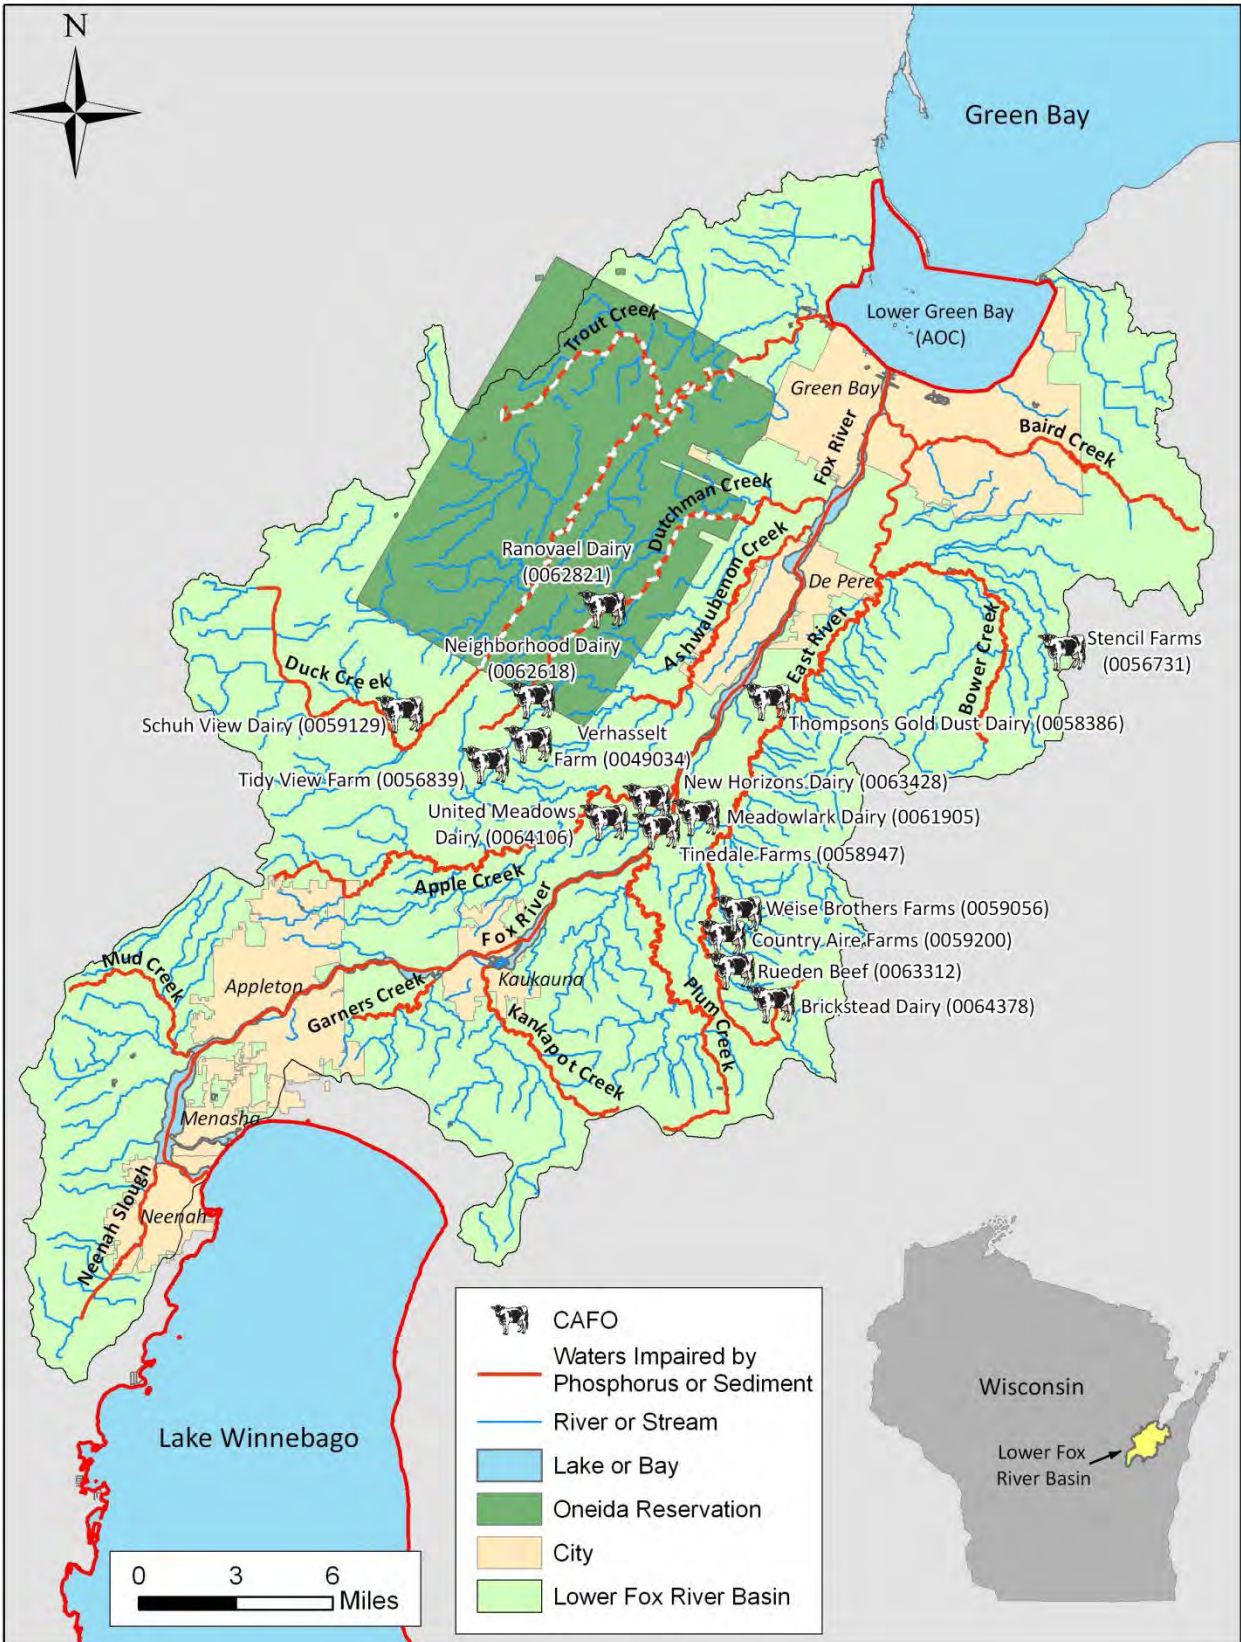 N
Green Bay
Lower Green Bay
(AOC)
Trout Creek
Green Bay
Fox River
Baird Creek
Dutchman Creek
Ranovael Dairy
(0062821)
Ashwaubenon Creek
De Pere
East River
Bower Creek
Stencil Farms
(0056731)
Neighborhood Dairy
(0062618)
Duck Creek
Schuh View Dairy (0059129)
Thompsons Gold Dust Dairy (0058386)
Verhasselt
Farm (0049034)
Tidy View Farm (0056839)
New Horizons Dairy (0063428)
United Meadows
Dairy (0064106)
Meadowlark Dairy (0061905)
Tinedale Farms (0058947)
Apple Creek
Fox River
Weise Brothers Farms (0059056)
Country Aire Farms (0059200)
Rueden Beef (0063312)
Brickstead Dairy (0064378)
Mud Creek
Appleton
Garners Creek
Kaukauna
Plum Creek
Kankapot Creek
Menasha
Neenah Slough
Neenah
Lake Winnebago
0 3 6
Miles
CAFO
Waters Impaired by
Phosphorus or Sediment
River or Stream
Lake or Bay
Oneida Reservation
City
Lower Fox River Basin
Wisconsin
Lower Fox
River Basin